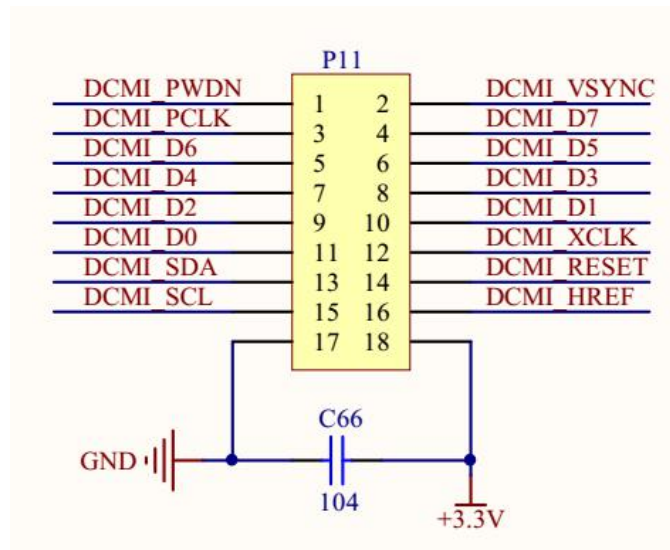 P11
DCMI_PWDN 1 2 DCMI_VSYNC
DCMI_PCLK 3 4 DCMI_D7
DCMI_D6 5 6 DCMI_D5
DCMI_D4 7 8 DCMI_D3
DCMI_D2 9 10 DCMI_D1
DCMI_D0 11 12 DCMI_XCLK
DCMI_SDA 13 14 DCMI_RESET
DCMI_SCL 15 16 DCMI_HREF
17 18
C66
GND
104
+3.3V